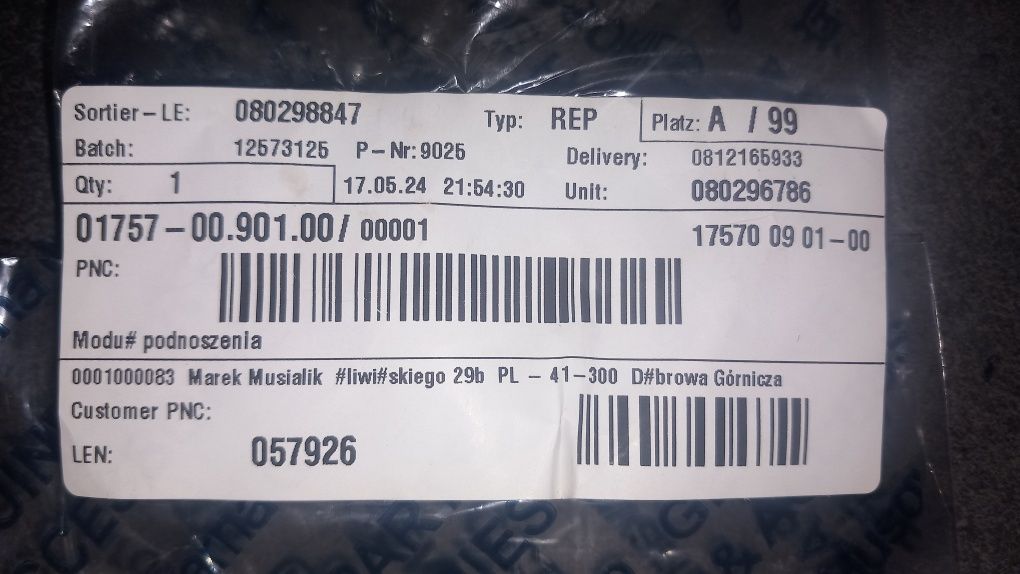 Sortier-LE: 080298847 Typ: REP Platz: A / 99
Batch: 12573125 P-Nr: 9025 Delivery: 0812165933
Qty: 1 17.05.24 21:54:30 Unit: 080296786
01757-00.901.00/ 00001 17570 09 01-00
PNC:
Modu# podnoszenia
0001000083 Marek Musialik #liwi#skiego 29b PL - 41-300 D#browa Górnicza
Customer PNC:
LEN: 057926